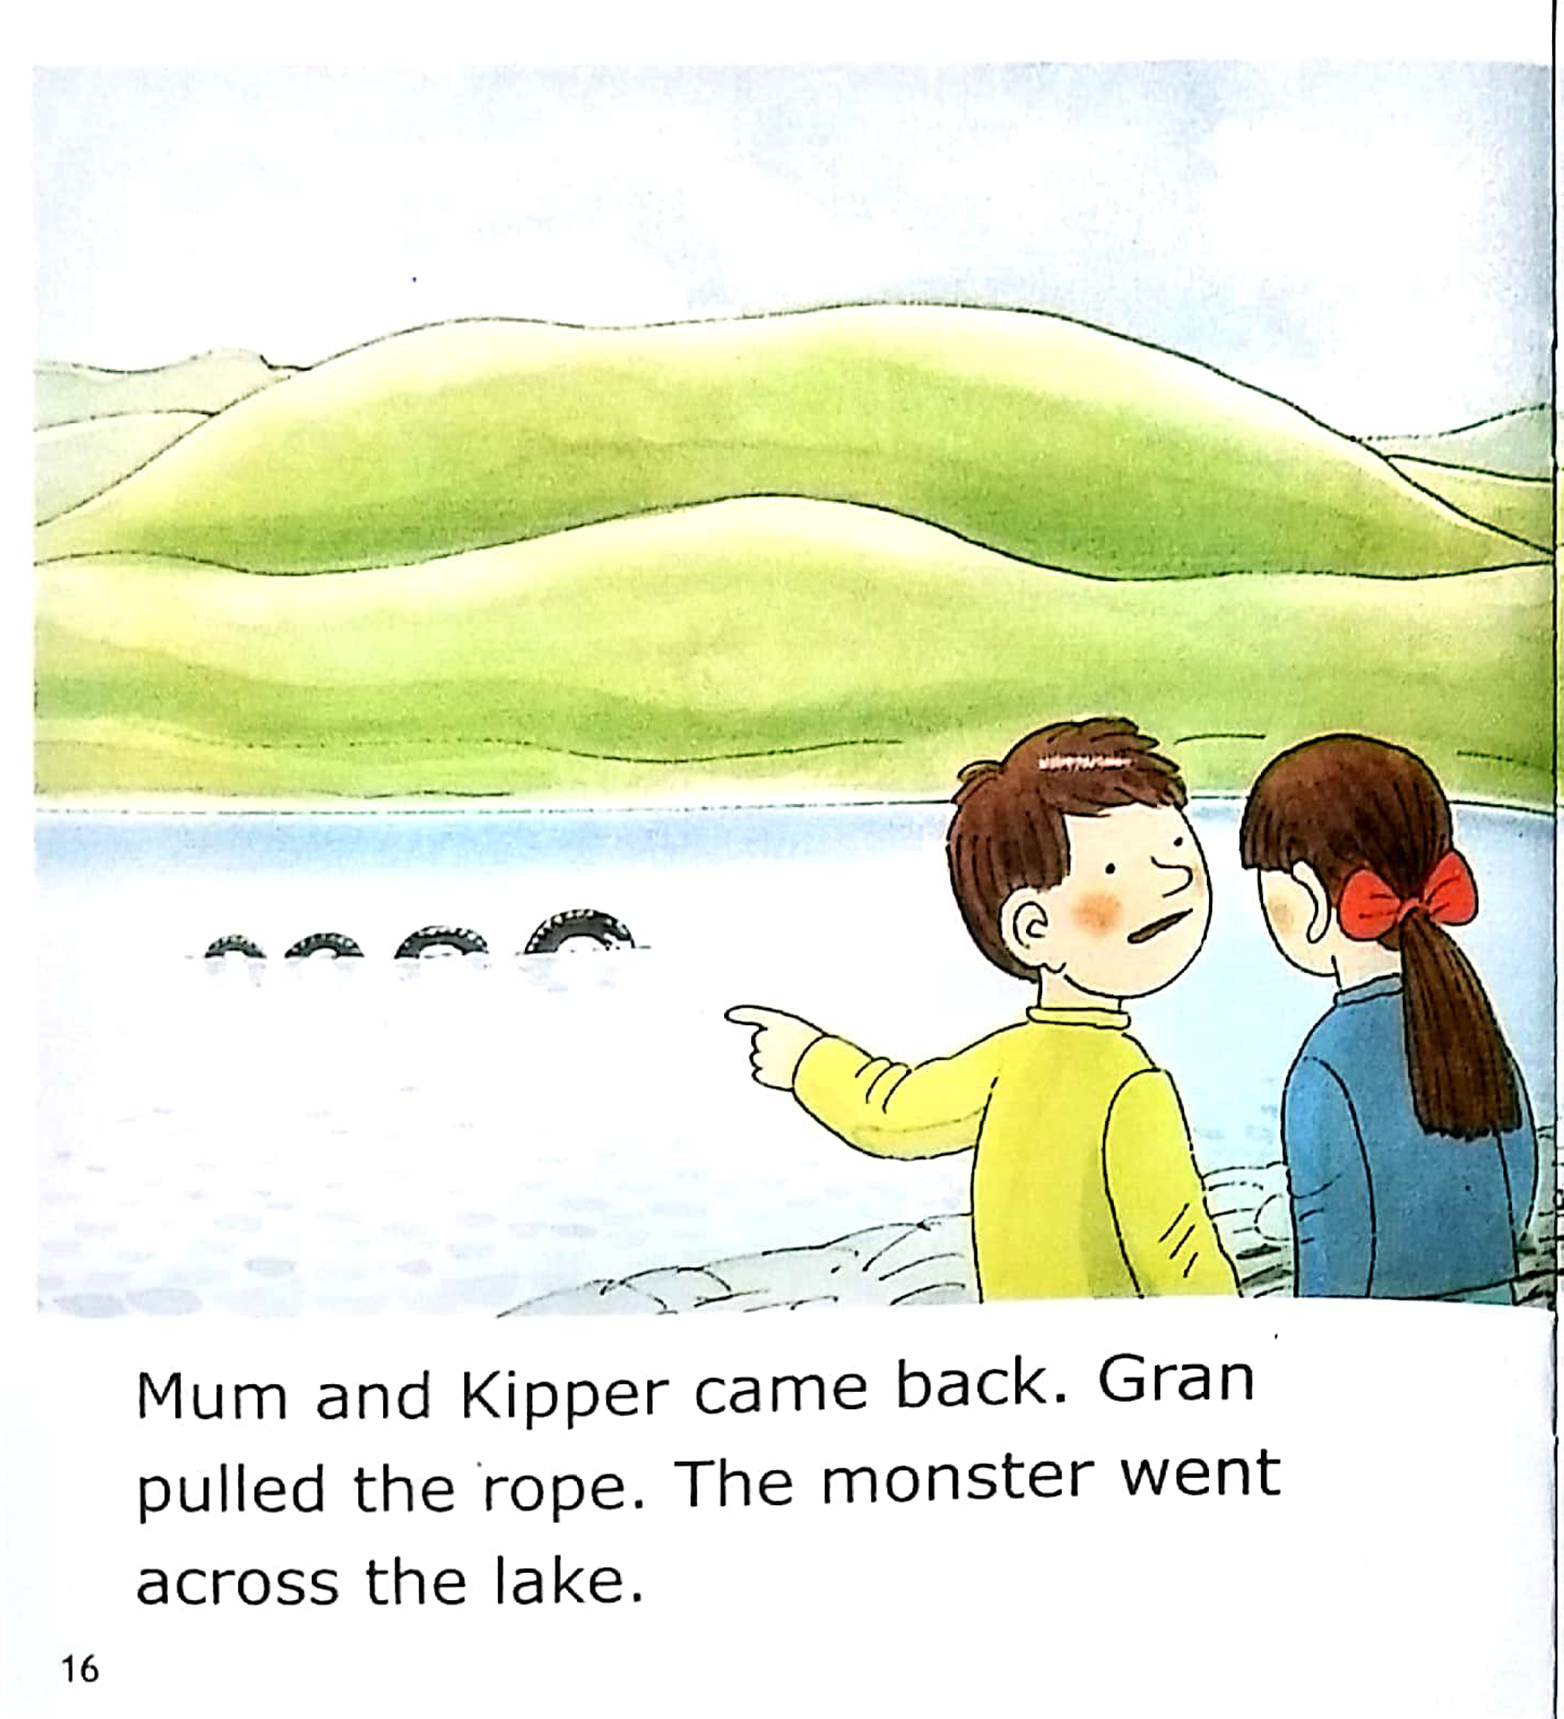 Mum and Kipper came back. Gran
pulled the rope. The monster went
across the lake.
16